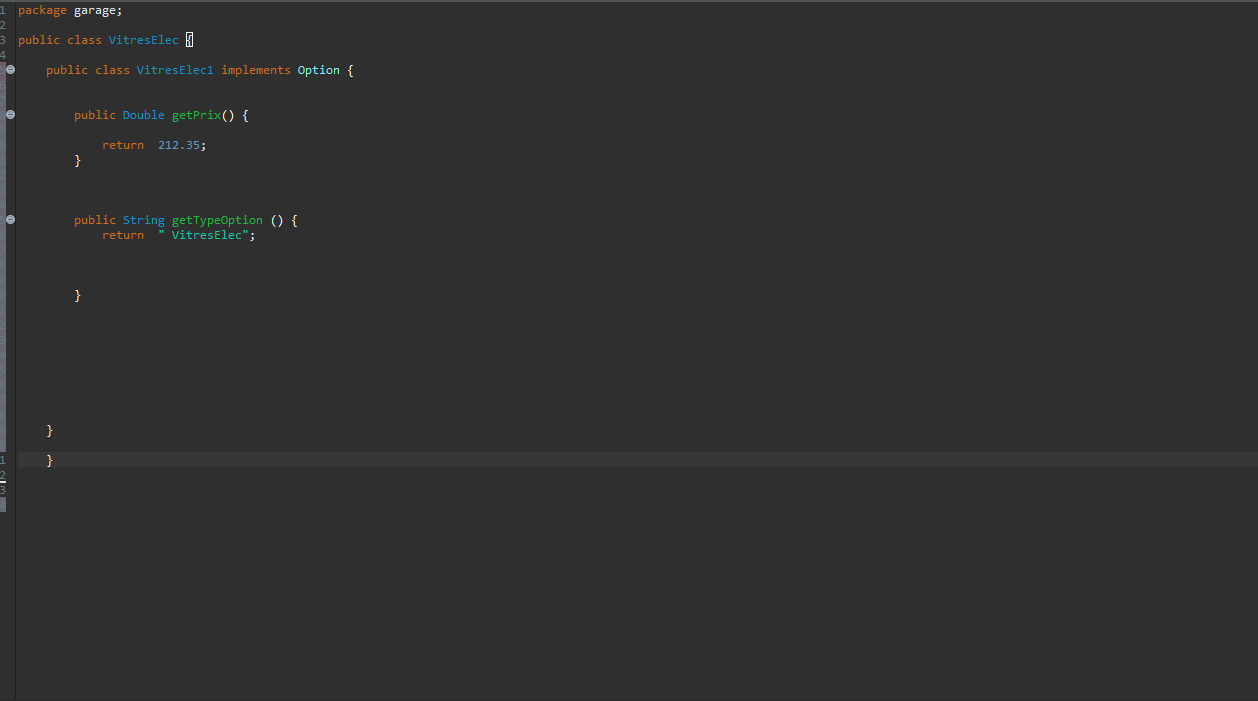 1 package garage;
2
3 public class VitresElec {
4
public class VitresElec1 implements Option {
public Double getPrix() {
return  212.35;
}
public String getTypeOption () {
return  " VitresElec";
}
}
1 }
2
3